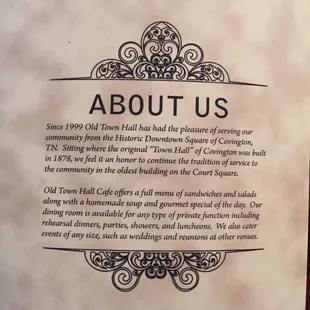 ABOUT US
Since 1999 Old Town Hall has had the pleasure of serving our
community from the Historic Downtown Square of Covington,
TN. Sitting where the original "Town Hall" of Covington was built
in 1878, we feel it an honor to continue the tradition of service to
the community in the oldest building on the Court Square.
Old Town Hall Cafe offers a full menu of sandwiches and salads
along with a homemade soup and gourmet special of the day. Our
dining room is available for any type of private function including
rehearsal dinners, parties, showers, and luncheons. We also cater
events of any size, such as weddings and reunions at other venues.